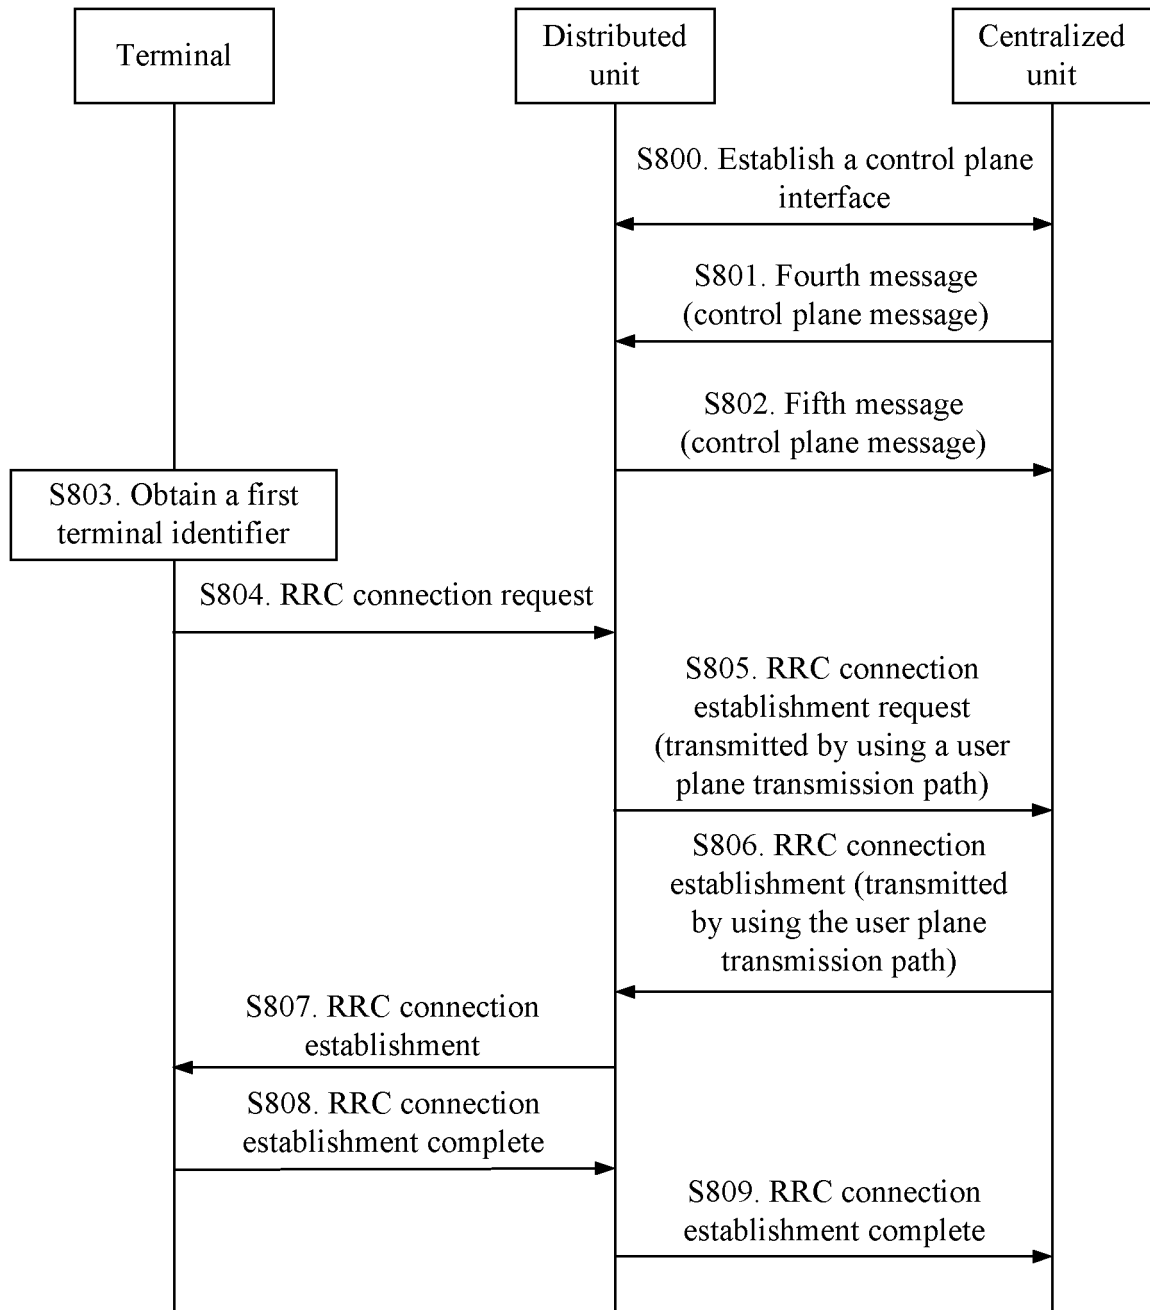 Terminal
Distributed
unit
Centralized
unit
S800. Establish a control plane
interface
S801. Fourth message
(control plane message)
S802. Fifth message
(control plane message)
S803. Obtain a first
terminal identifier
S804. RRC connection request
S805. RRC connection
establishment request
(transmitted by using a user
plane transmission path)
S806. RRC connection
establishment (transmitted
by using the user plane
transmission path)
S807. RRC connection
establishment
S808. RRC connection
establishment complete
S809. RRC connection
establishment complete